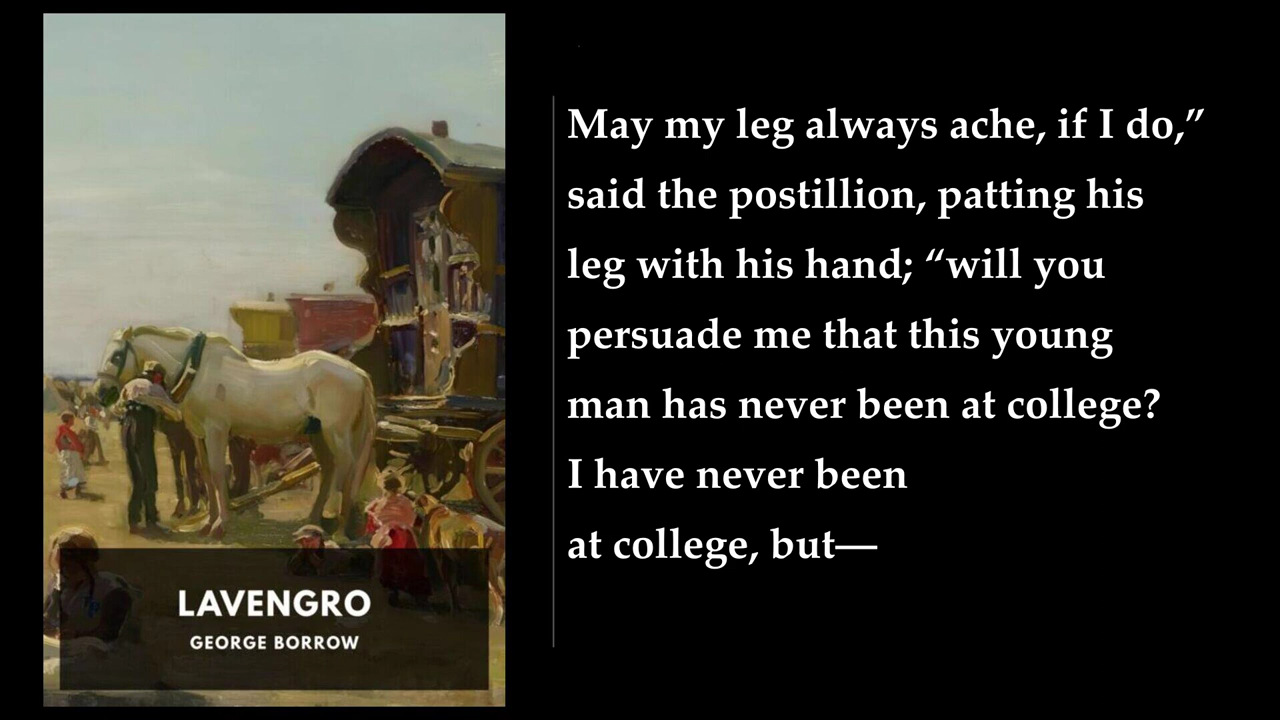 LAVENGRO
GEORGE BORROW
May my leg always ache, if I do,”
said the postillion, patting his
leg with his hand; “will you
persuade me that this young
man has never been at college?
I have never been
at college, but—